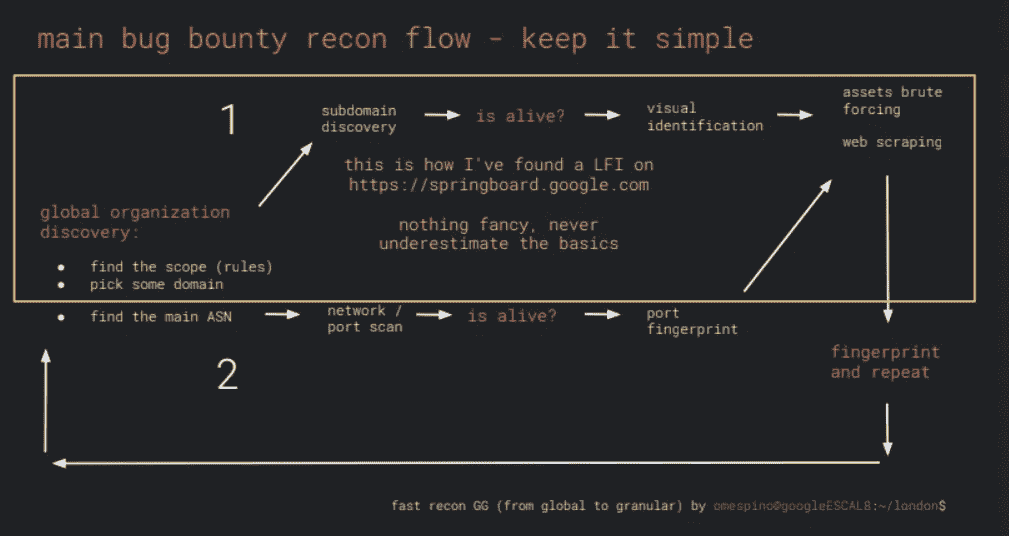 main bug bounty recon flow - keep it simple
1
subdomain
discovery
is alive?
visual
identification
assets brute
forcing
web scraping
this is how I've found a LFI on
https://springboard.google.com
nothing fancy, never
underestimate the basics
global organization
discovery:
● find the scope (rules)
● pick some domain
● find the main ASN
network /
port scan
is alive?
port
fingerprint
2
fingerprint
and repeat
fast recon GG (from global to granular) by omespino@googleESCAL8:~/london$